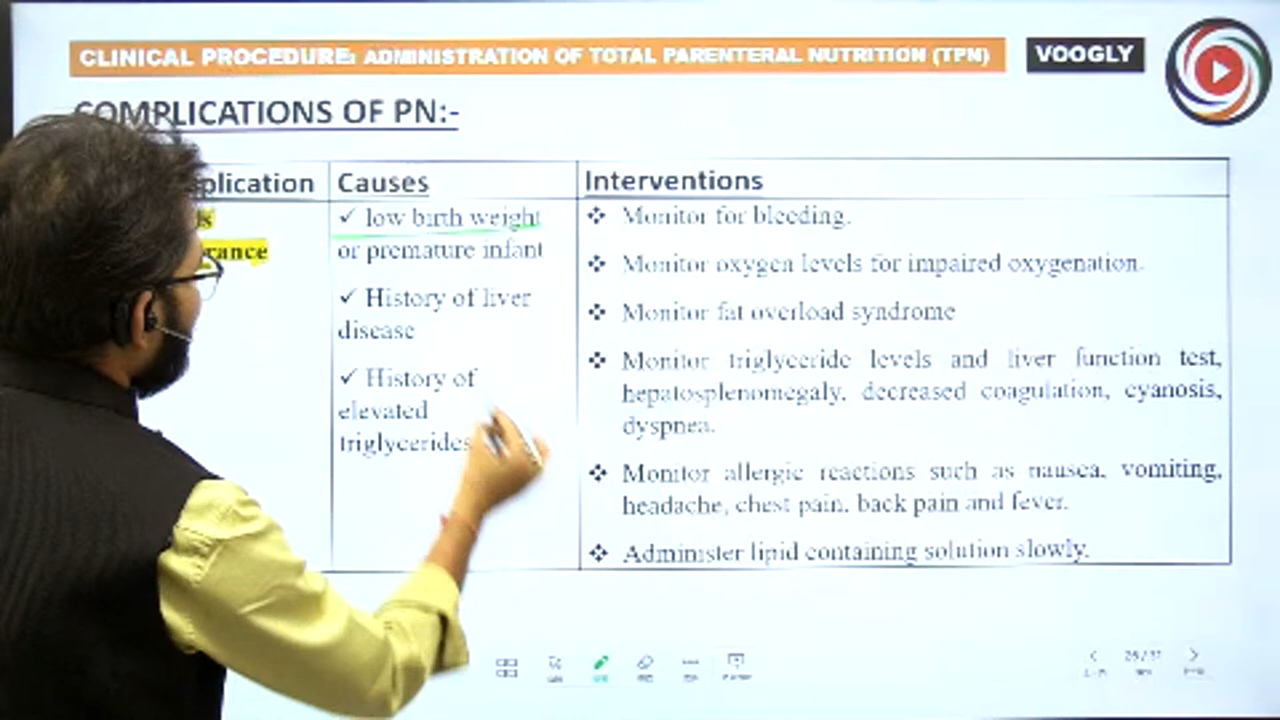 CLINICAL PROCEDURE: ADMINISTRATION OF TOTAL PARENTERAL NUTRITION (TPN)
VOOGLY
COMPLICATIONS OF PN:-
Causes
Interventions
✓ low birth weight
or premature infant
✓ History of liver
disease
✓ History of
elevated
triglycerides
❖ Monitor for bleeding.
❖ Monitor oxygen levels for impaired oxygenation.
❖ Monitor fat overload syndrome
❖ Monitor triglyceride levels and liver function test,
hepatosplenomegaly, decreased coagulation, cyanosis,
dyspnea.
❖ Monitor allergic reactions such as nausea, vomiting,
headache, chest pain, back pain and fever.
❖ Administer lipid containing solution slowly.